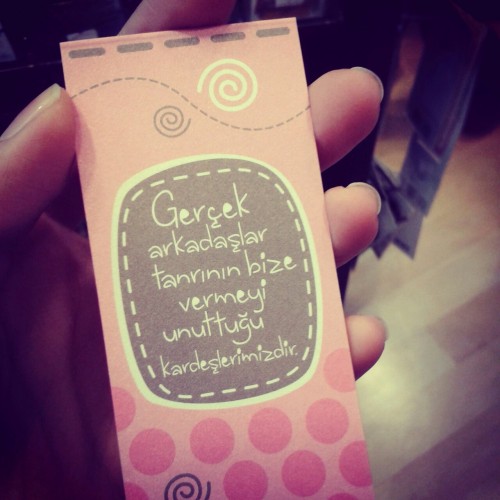 Gerçek
arkadaşlar
tanrının bize
vermeyi
unuttuğu
kardeşlerimizdir.